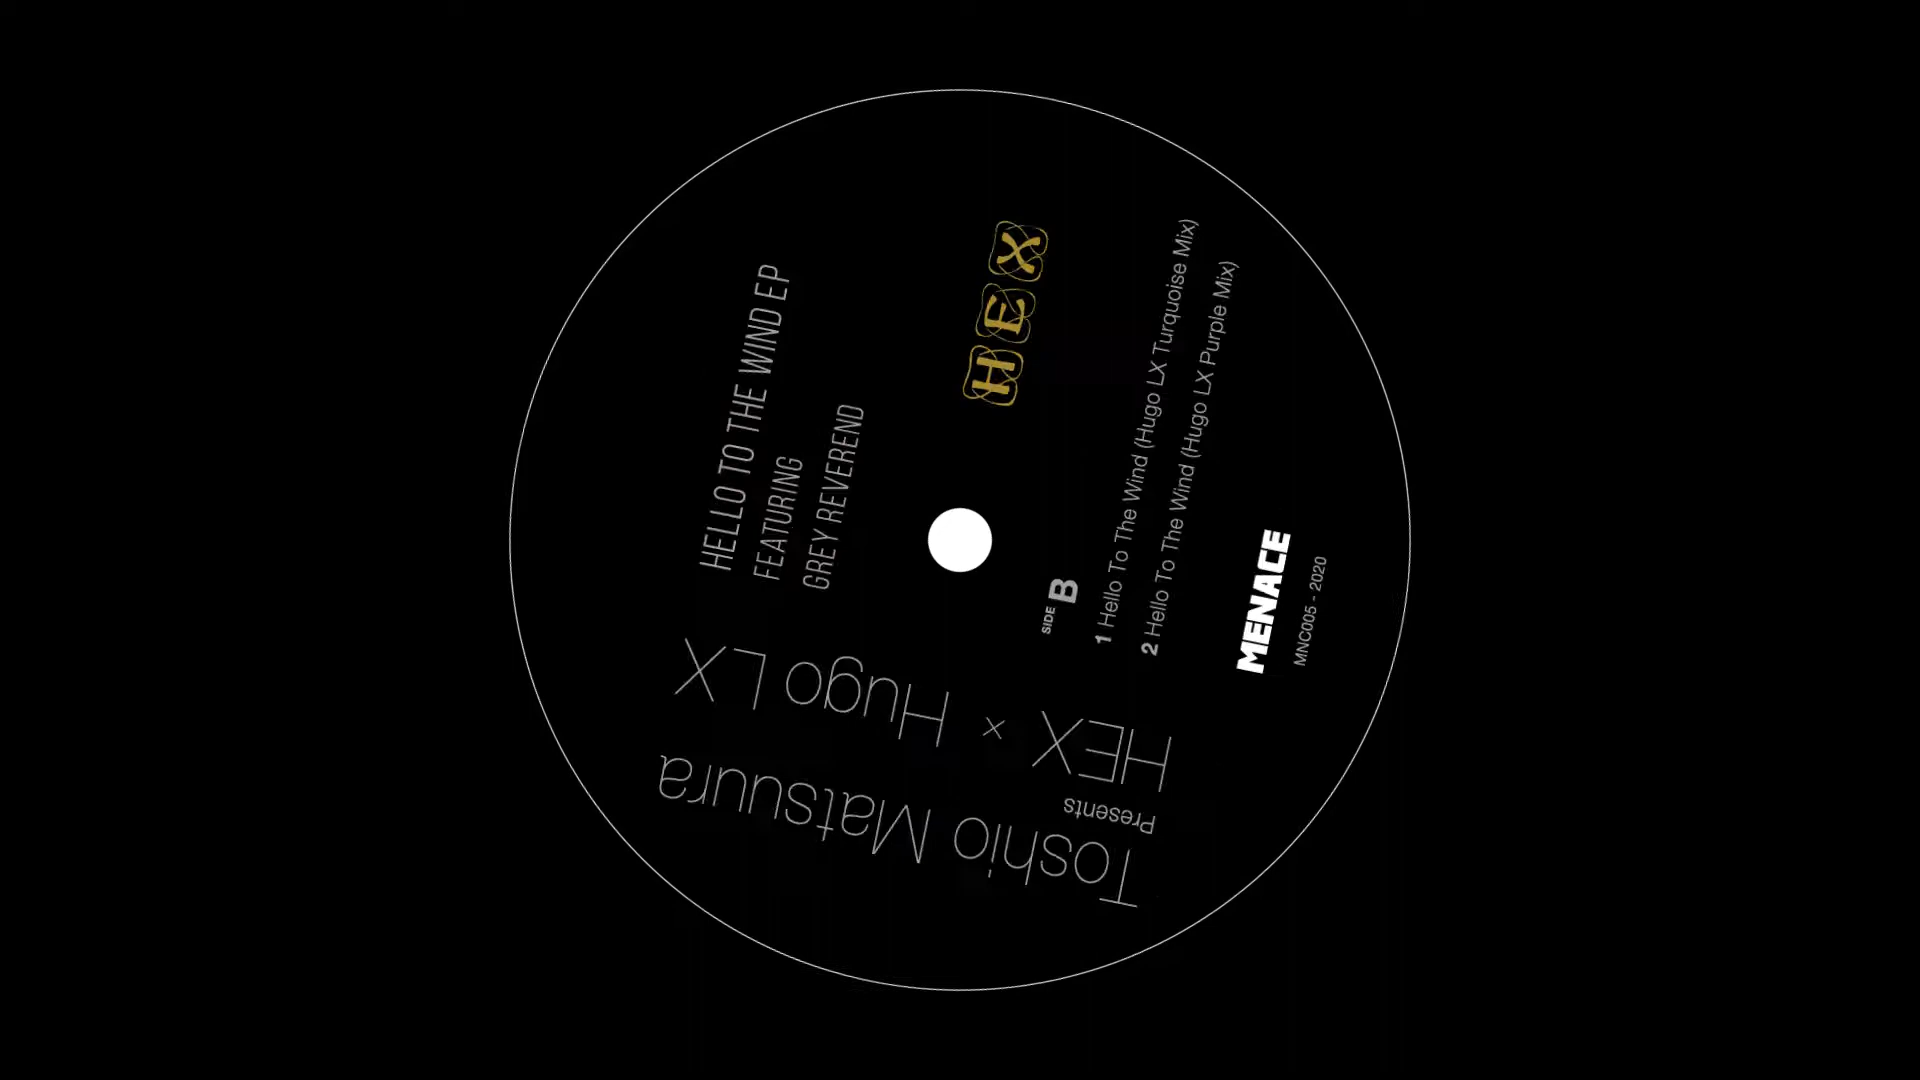 HELLO TO THE WIND EP
FEATURING
GREY REVEREND
HEX
SIDE B
1 Hello To The Wind (Hugo LX Turquoise Mix)
2 Hello To The Wind (Hugo LX Purple Mix)
MENACE
MNC005 - 2020
Toshio Matsuura
Presents
HEX × Hugo LX